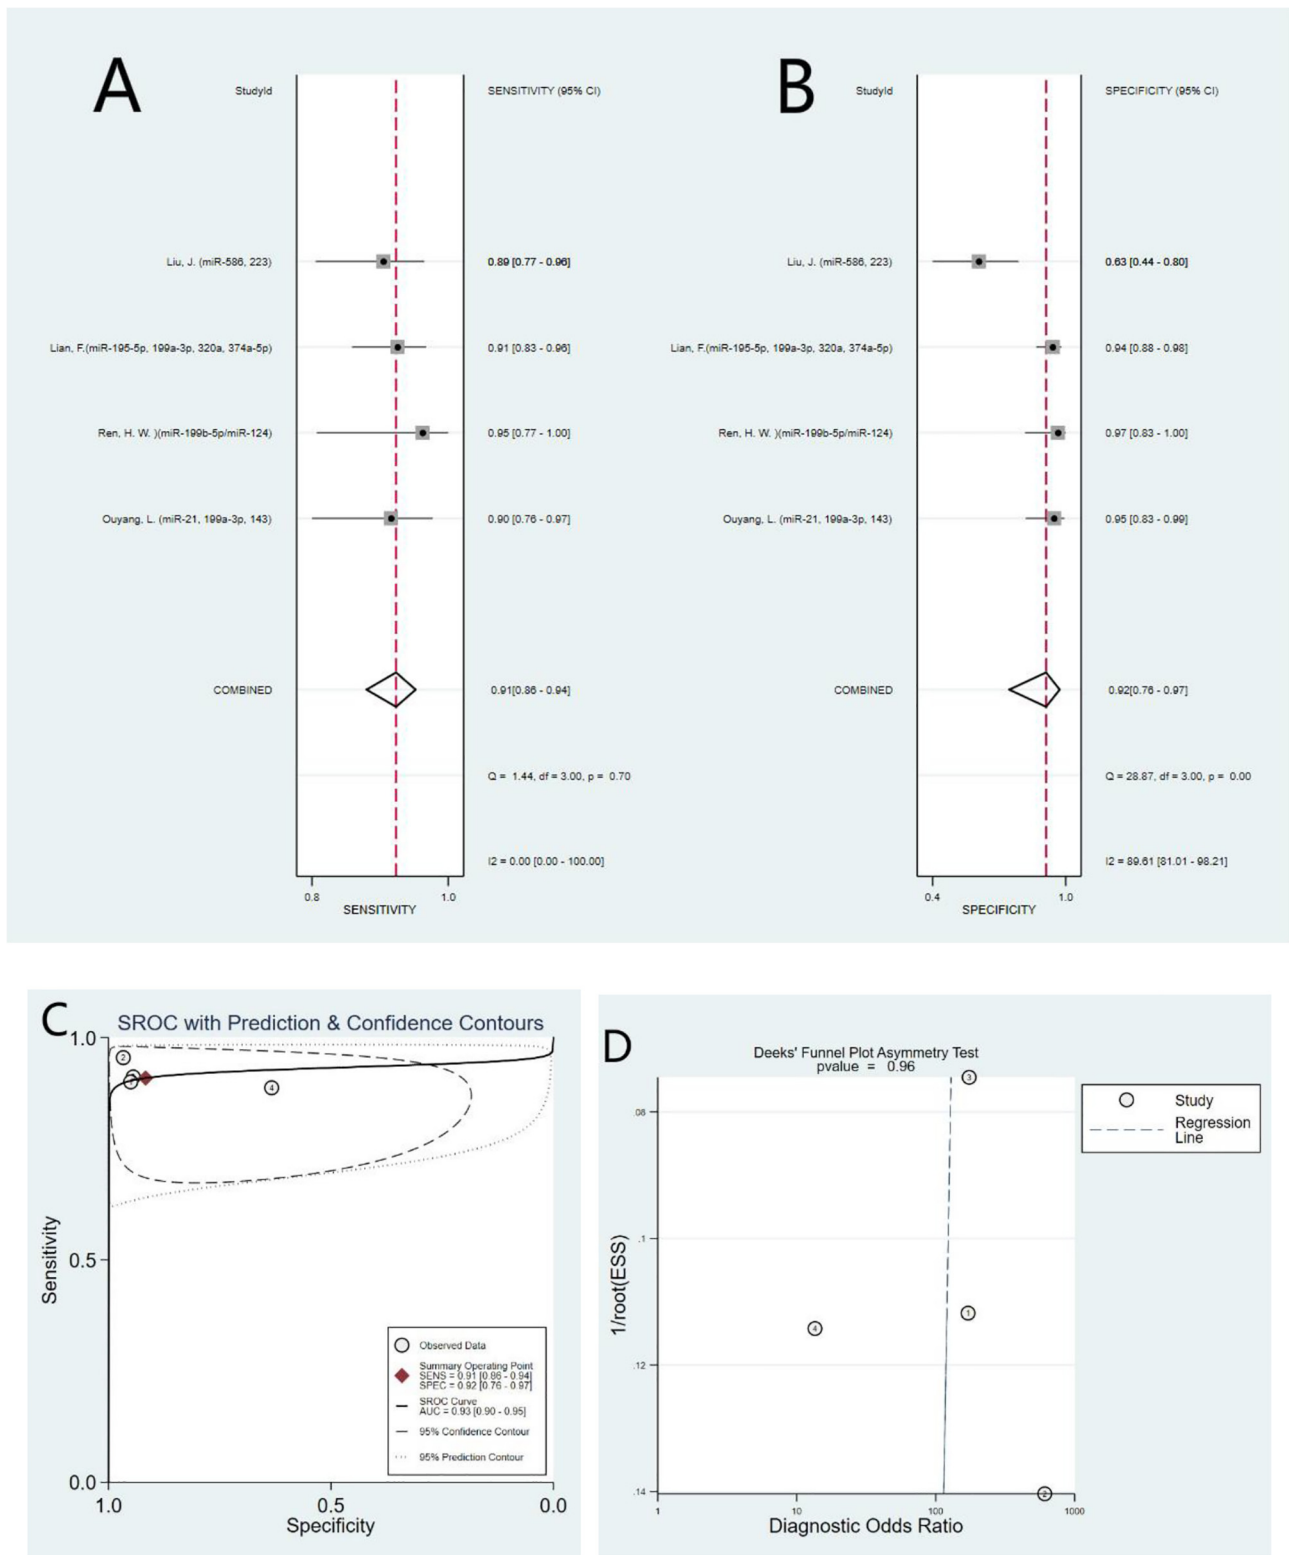 A
StudyId
SENSITIVITY (95% CI)
Liu, J. (miR-586, 223)
0.89 [0.77 - 0.96]
Lian, F.(miR-195-5p, 199a-3p, 320a, 374a-5p)
0.91 [0.83 - 0.96]
Ren, H. W. )(miR-199b-5p/miR-124)
0.95 [0.77 - 1.00]
Ouyang, L. (miR-21, 199a-3p, 143)
0.90 [0.76 - 0.97]
COMBINED
0.91[0.86 - 0.94]
Q = 1.44, df = 3.00, p = 0.70
I2 = 0.00 [0.00 - 100.00]
0.8
1.0
SENSITIVITY
B
StudyId
SPECIFICITY (95% CI)
Liu, J. (miR-586, 223)
0.63 [0.44 - 0.80]
Lian, F.(miR-195-5p, 199a-3p, 320a, 374a-5p)
0.94 [0.88 - 0.98]
Ren, H. W. )(miR-199b-5p/miR-124)
0.97 [0.83 - 1.00]
Ouyang, L. (miR-21, 199a-3p, 143)
0.95 [0.83 - 0.99]
COMBINED
0.92[0.76 - 0.97]
Q = 28.87, df = 3.00, p = 0.00
I2 = 89.61 [81.01 - 98.21]
0.4
1.0
SPECIFICITY
C
SROC with Prediction & Confidence Contours
1.0
0.5
0.0
Sensitivity
2
4
Observed Data
Summary Operating Point
SENS = 0.91 [0.86 - 0.94]
SPEC = 0.92 [0.76 - 0.97]
SROC Curve
AUC = 0.93 [0.90 - 0.95]
95% Confidence Contour
95% Prediction Contour
1.0
0.5
0.0
Specificity
D
Deeks' Funnel Plot Asymmetry Test
pvalue = 0.96
.08
.1
.12
.14
1/root(ESS)
3
1
4
2
Study
Regression
Line
1
10
100
1000
Diagnostic Odds Ratio